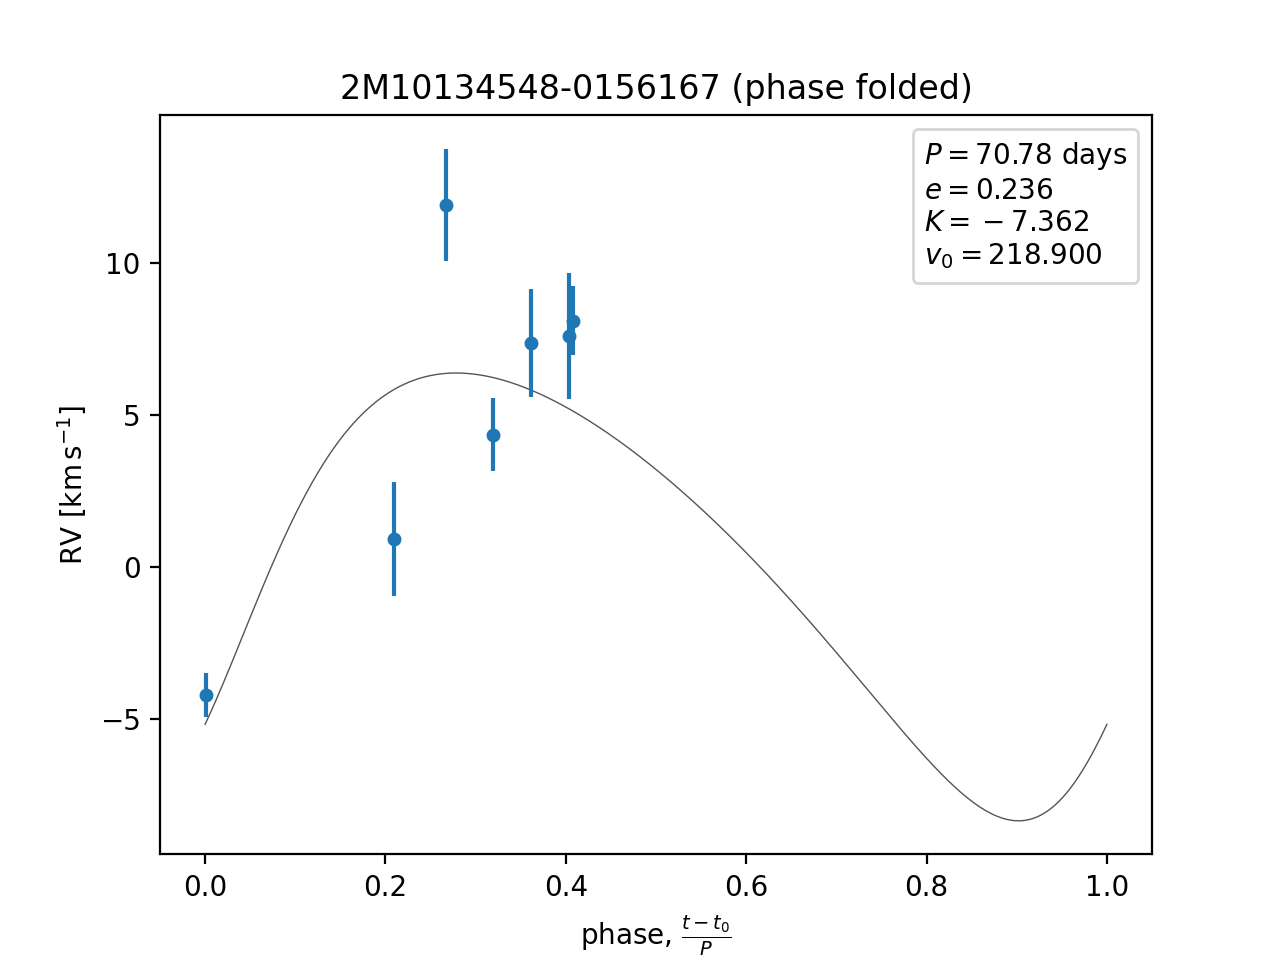 2M10134548-0156167 (phase folded)
P = 70.78 days
e = 0.236
K = −7.362
v₀ = 218.900
RV [km s⁻¹]
10
5
0
−5
0.0 0.2 0.4 0.6 0.8 1.0
phase, (t − t₀)/P